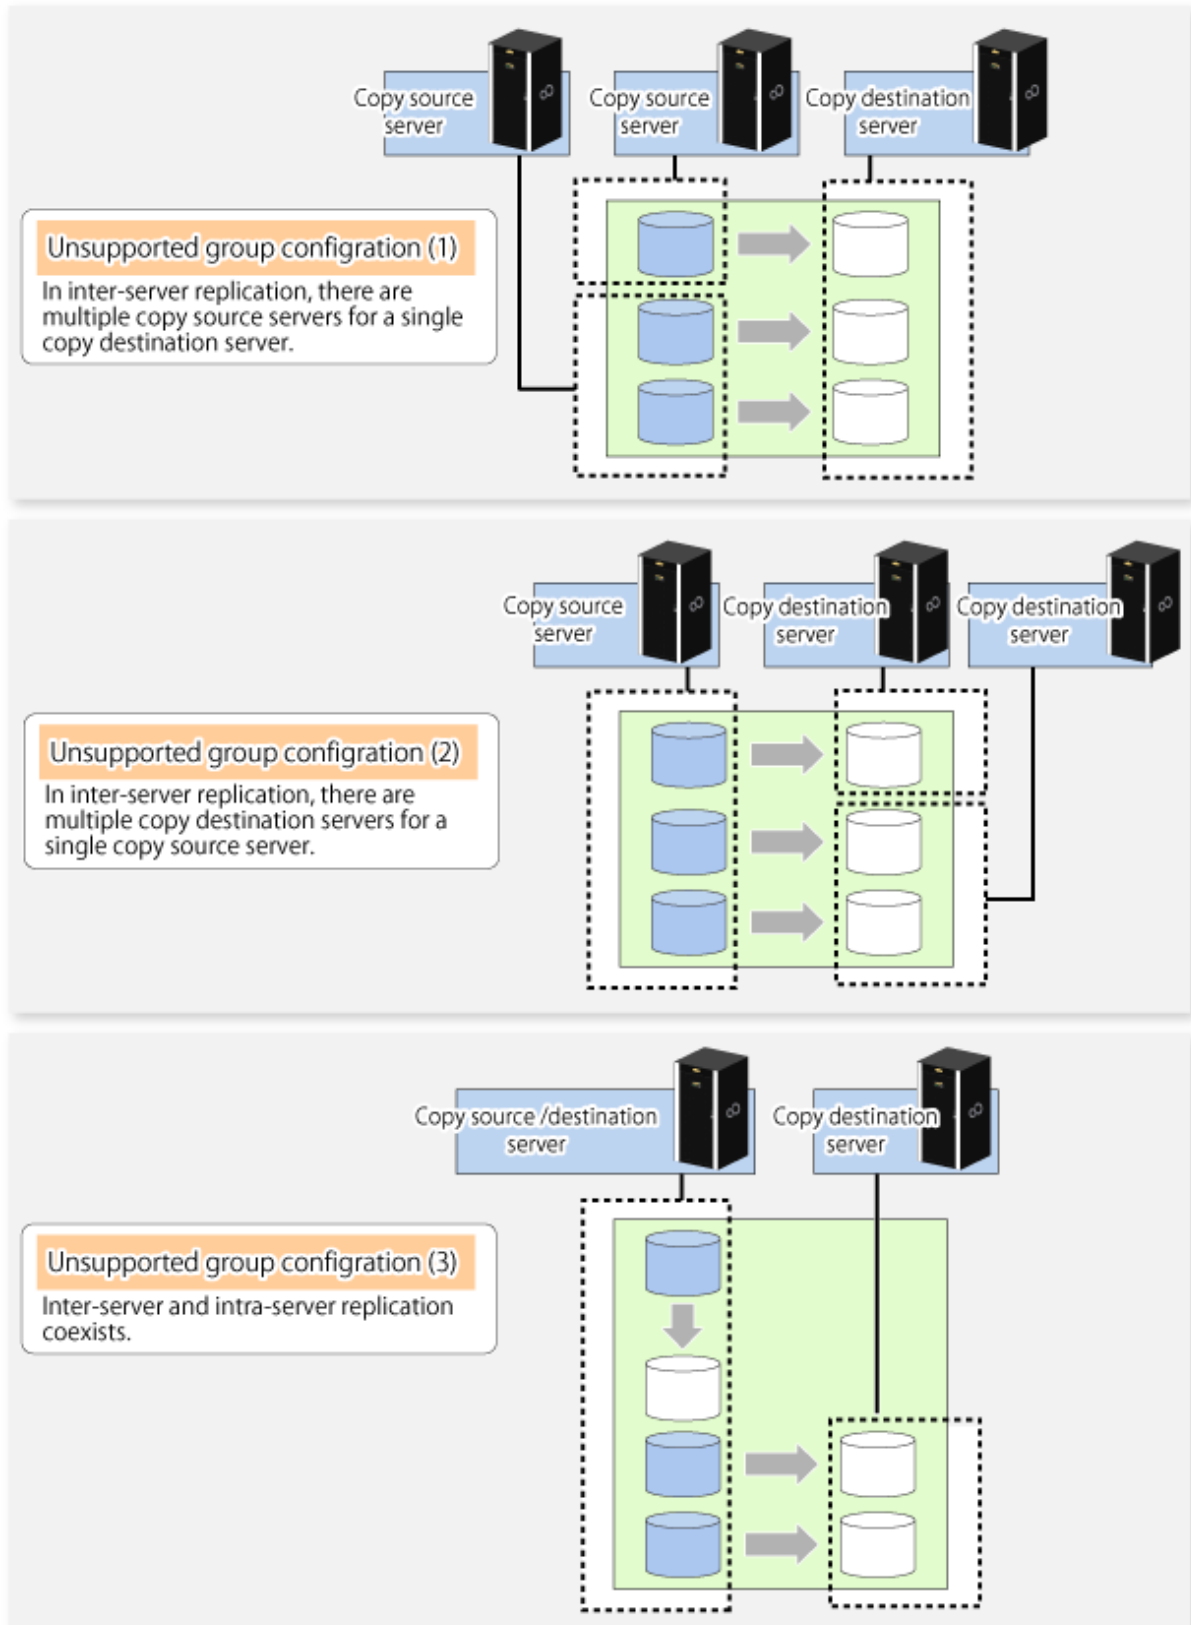 Copy source
server
Copy source
server
Copy destination
server
Unsupported group configration (1)
In inter-server replication, there are
multiple copy source servers for a single
copy destination server.
Copy source
server
Copy destination
server
Copy destination
server
Unsupported group configration (2)
In inter-server replication, there are
multiple copy destination servers for a
single copy source server.
Copy source /destination
server
Copy destination
server
Unsupported group configration (3)
Inter-server and intra-server replication
coexists.